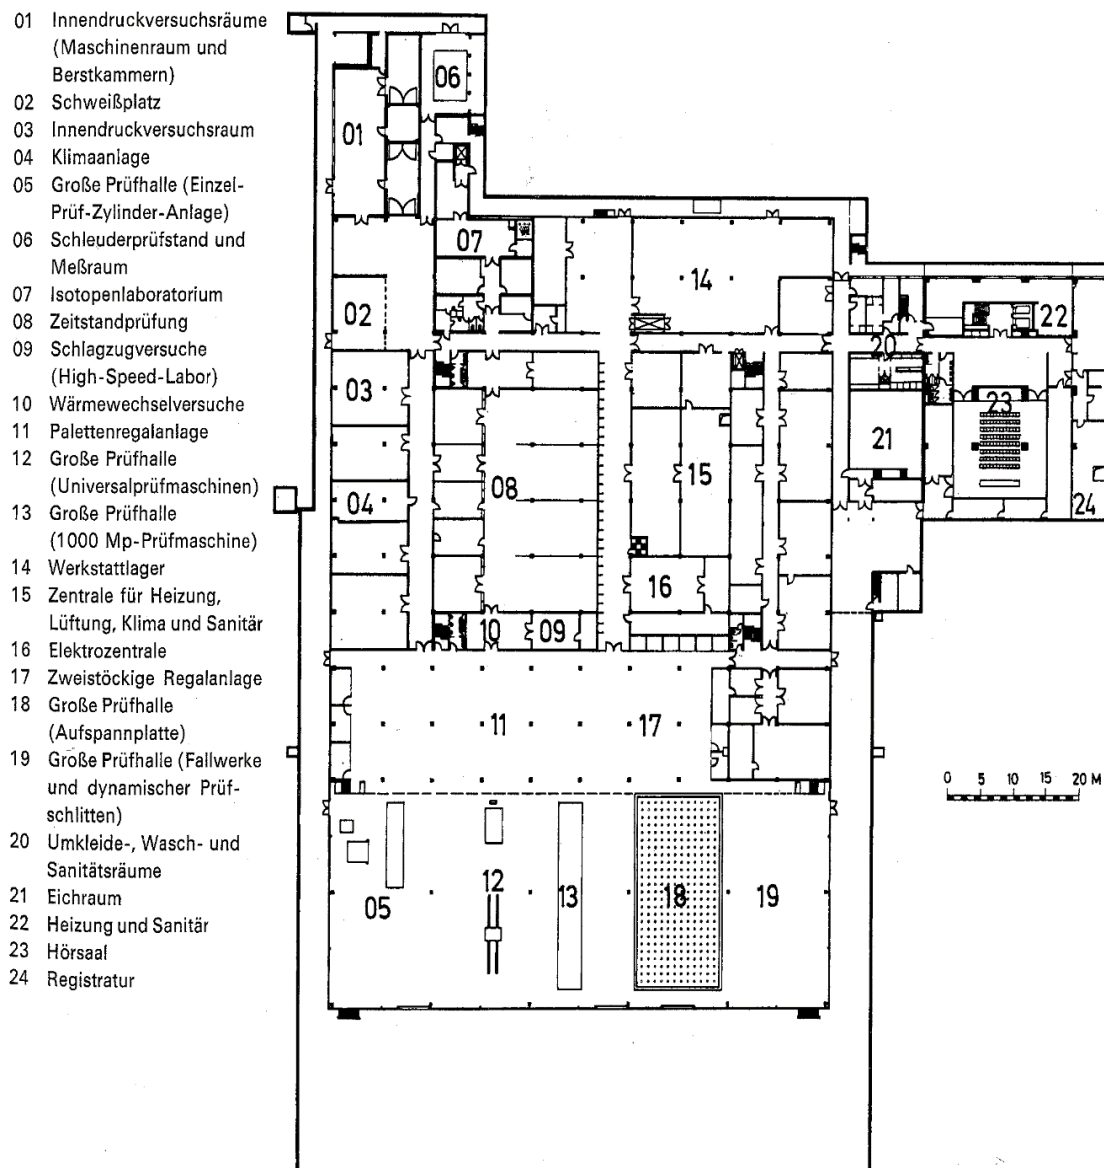 01 Innendruckversuchsräume
(Maschinenraum und
Berstkammern)
02 Schweißplatz
03 Innendruckversuchsraum
04 Klimaanlage
05 Große Prüfhalle (Einzel-
Prüf-Zylinder-Anlage)
06 Schleuderprüfstand und
Meßraum
07 Isotopenlaboratorium
08 Zeitstandprüfung
09 Schlagzugversuche
(High-Speed-Labor)
10 Wärmewechselversuche
11 Palettenregalanlage
12 Große Prüfhalle
(Universalprüfmaschinen)
13 Große Prüfhalle
(1000 Mp-Prüfmaschine)
14 Werkstattlager
15 Zentrale für Heizung,
Lüftung, Klima und Sanitär
16 Elektrozentrale
17 Zweistöckige Regalanlage
18 Große Prüfhalle
(Aufspannplatte)
19 Große Prüfhalle (Fallwerke
und dynamischer Prüf-
schlitten)
20 Umkleide-, Wasch- und
Sanitätsräume
21 Eichraum
22 Heizung und Sanitär
23 Hörsaal
24 Registratur
06
01
07
14
02
22
20
03
23
21
15
08
04
24
16
10
09
11
17
0 5 10 15 20 M
12
13
18
19
05